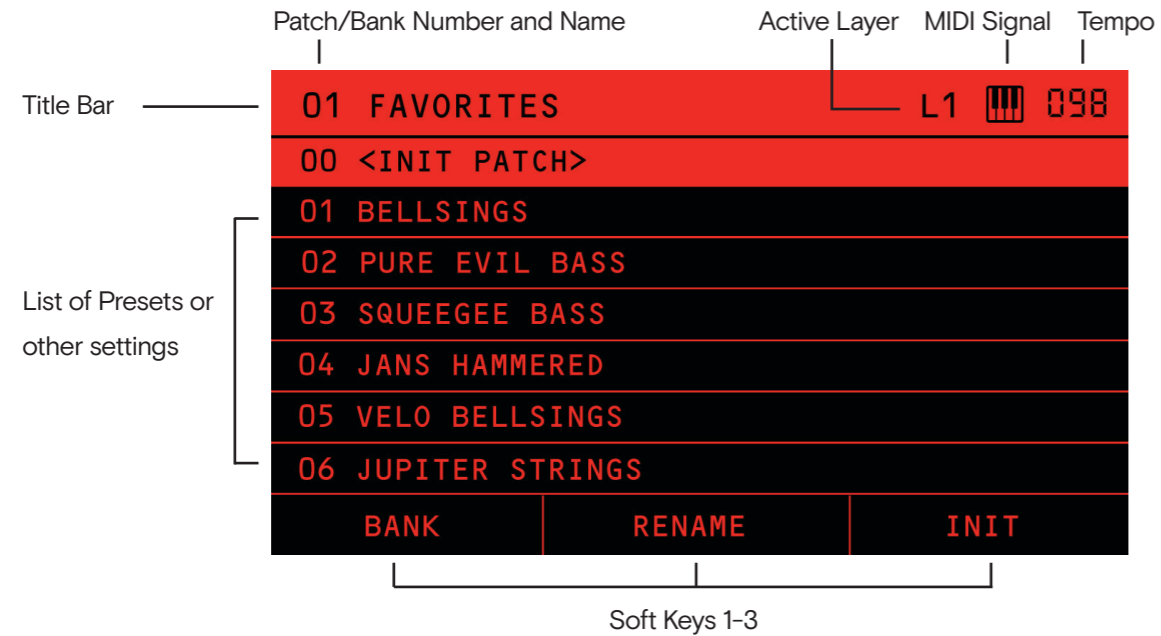 Patch/Bank Number and Name Active Layer MIDI Signal Tempo
Title Bar
01 FAVORITES L1 098
00 <INIT PATCH>
01 BELLSINGS
02 PURE EVIL BASS
03 SQUEEGEE BASS
List of Presets or
other settings
04 JANS HAMMERED
05 VELO BELLSINGS
06 JUPITER STRINGS
BANK RENAME INIT
Soft Keys 1-3